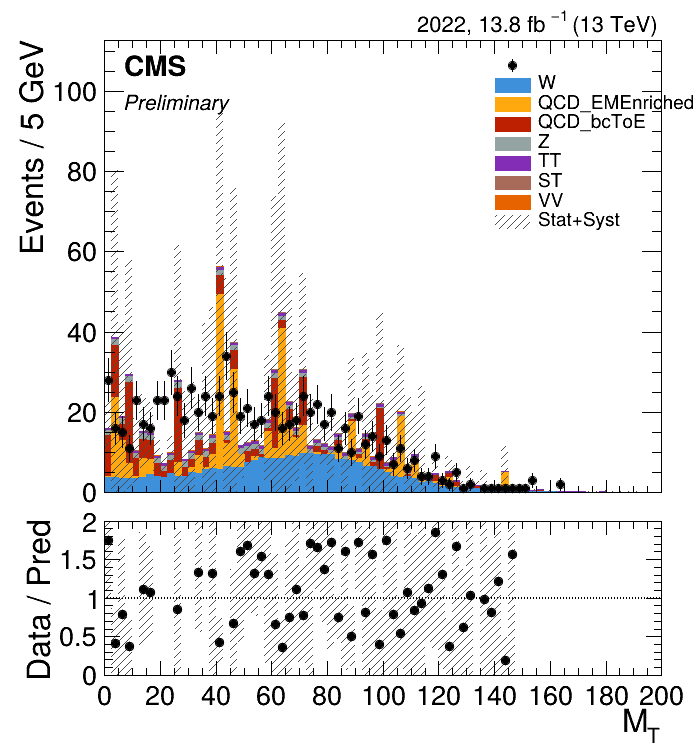 2022, 13.8 fb⁻¹ (13 TeV)
CMS
Preliminary
W
QCD_EMEnrighed
QCD_bcToE
Z
TT
ST
VV
Stat+Syst
Events / 5 GeV
100
80
60
40
20
0
Data / Pred
2
1.5
1
0.5
0
0 20 40 60 80 100 120 140 160 180 200
M_T